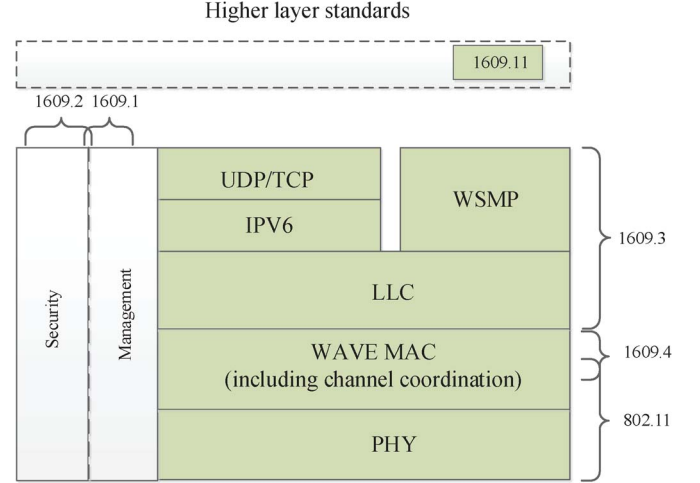 Higher layer standards
1609.11
1609.2
1609.1
UDP/TCP
WSMP
IPV6
1609.3
Security
Management
LLC
WAVE MAC
(including channel coordination)
1609.4
802.11
PHY